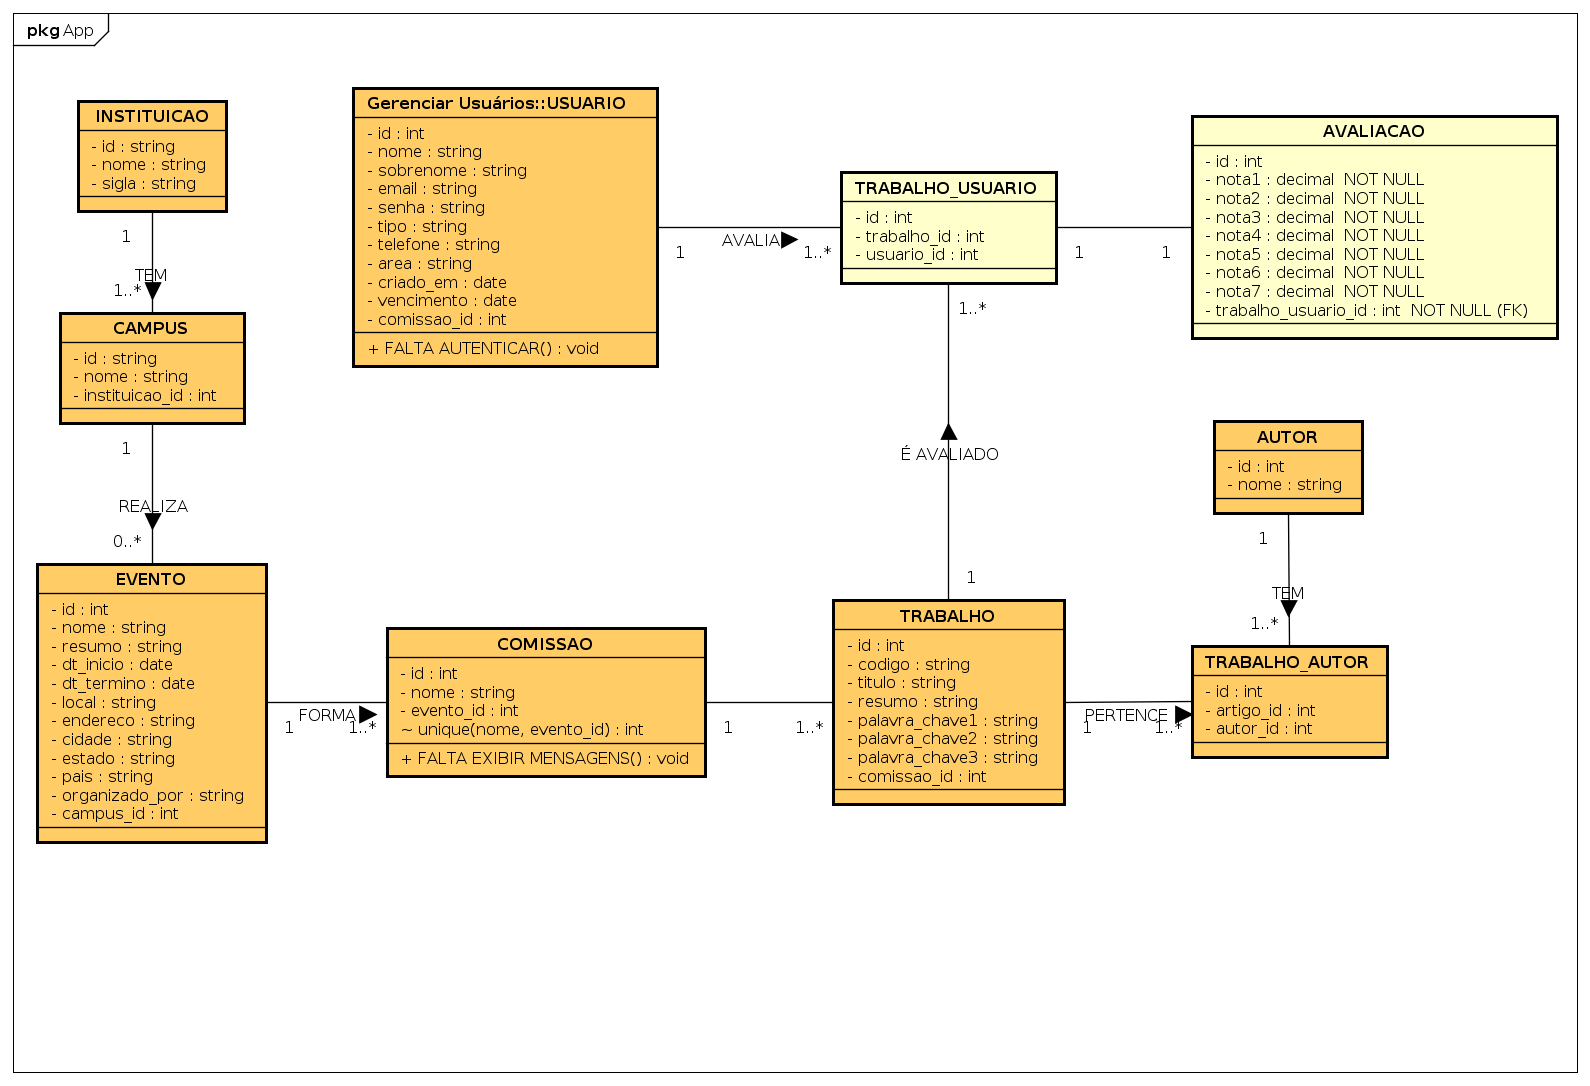 pkg App
INSTITUICAO
- id : string
- nome : string
- sigla : string
1
TEM
1..*
CAMPUS
- id : string
- nome : string
- instituicao_id : int
1
REALIZA
0..*
EVENTO
- id : int
- nome : string
- resumo : string
- dt_inicio : date
- dt_termino : date
- local : string
- endereco : string
- cidade : string
- estado : string
- pais : string
- organizado_por : string
- campus_id : int
1
FORMA
1..*
COMISSAO
- id : int
- nome : string
- evento_id : int
~ unique(nome, evento_id) : int
+ FALTA EXIBIR MENSAGENS() : void
1
1..*
Gerenciar Usuários::USUARIO
- id : int
- nome : string
- sobrenome : string
- email : string
- senha : string
- tipo : string
- telefone : string
- area : string
- criado_em : date
- vencimento : date
- comissao_id : int
+ FALTA AUTENTICAR() : void
1
AVALIA
1..*
TRABALHO_USUARIO
- id : int
- trabalho_id : int
- usuario_id : int
1
1
1..*
É AVALIADO
1
TRABALHO
- id : int
- codigo : string
- titulo : string
- resumo : string
- palavra_chave1 : string
- palavra_chave2 : string
- palavra_chave3 : string
- comissao_id : int
PERTENCE
1
1..*
AVALIACAO
- id : int
- nota1 : decimal NOT NULL
- nota2 : decimal NOT NULL
- nota3 : decimal NOT NULL
- nota4 : decimal NOT NULL
- nota5 : decimal NOT NULL
- nota6 : decimal NOT NULL
- nota7 : decimal NOT NULL
- trabalho_usuario_id : int NOT NULL (FK)
AUTOR
- id : int
- nome : string
1
TEM
1..*
TRABALHO_AUTOR
- id : int
- artigo_id : int
- autor_id : int